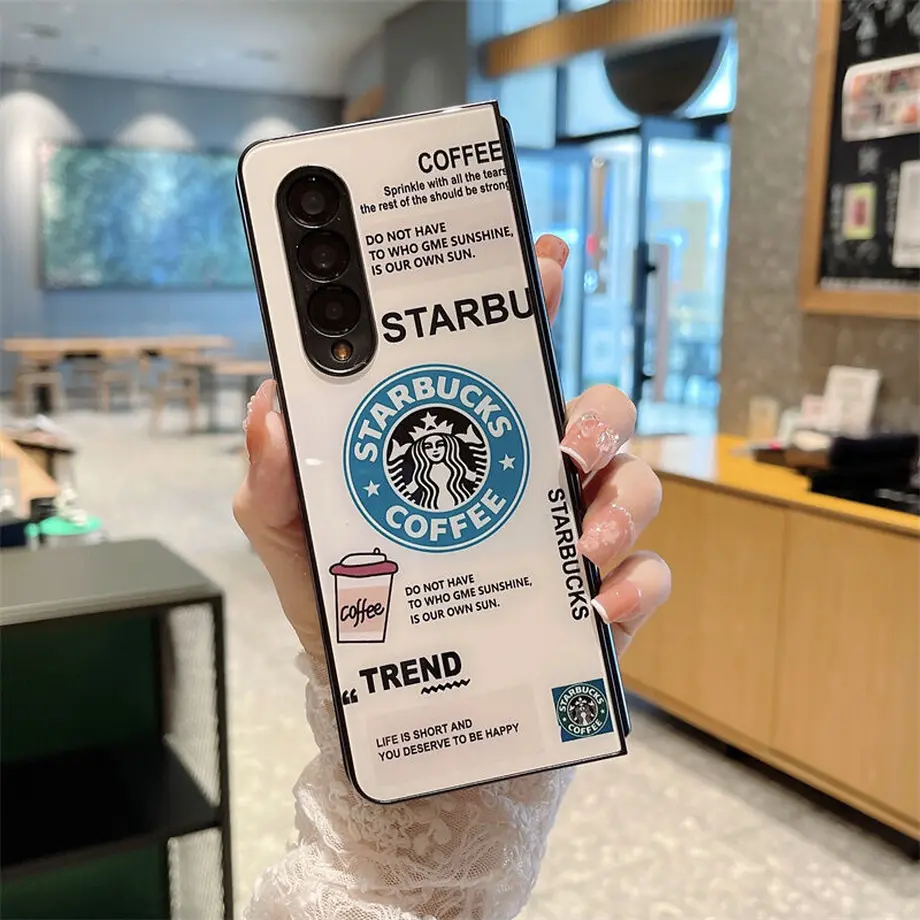 COFFEE
Sprinkle with all the tears
the rest of the should be strong
DO NOT HAVE
TO WHO GME SUNSHINE,
IS OUR OWN SUN.
STARBU
STARBUCKS
COFFEE
STARBUCKS
coffee
DO NOT HAVE
TO WHO GME SUNSHINE,
IS OUR OWN SUN.
“ TREND
LIFE IS SHORT AND
YOU DESERVE TO BE HAPPY
STARBUCKS
COFFEE